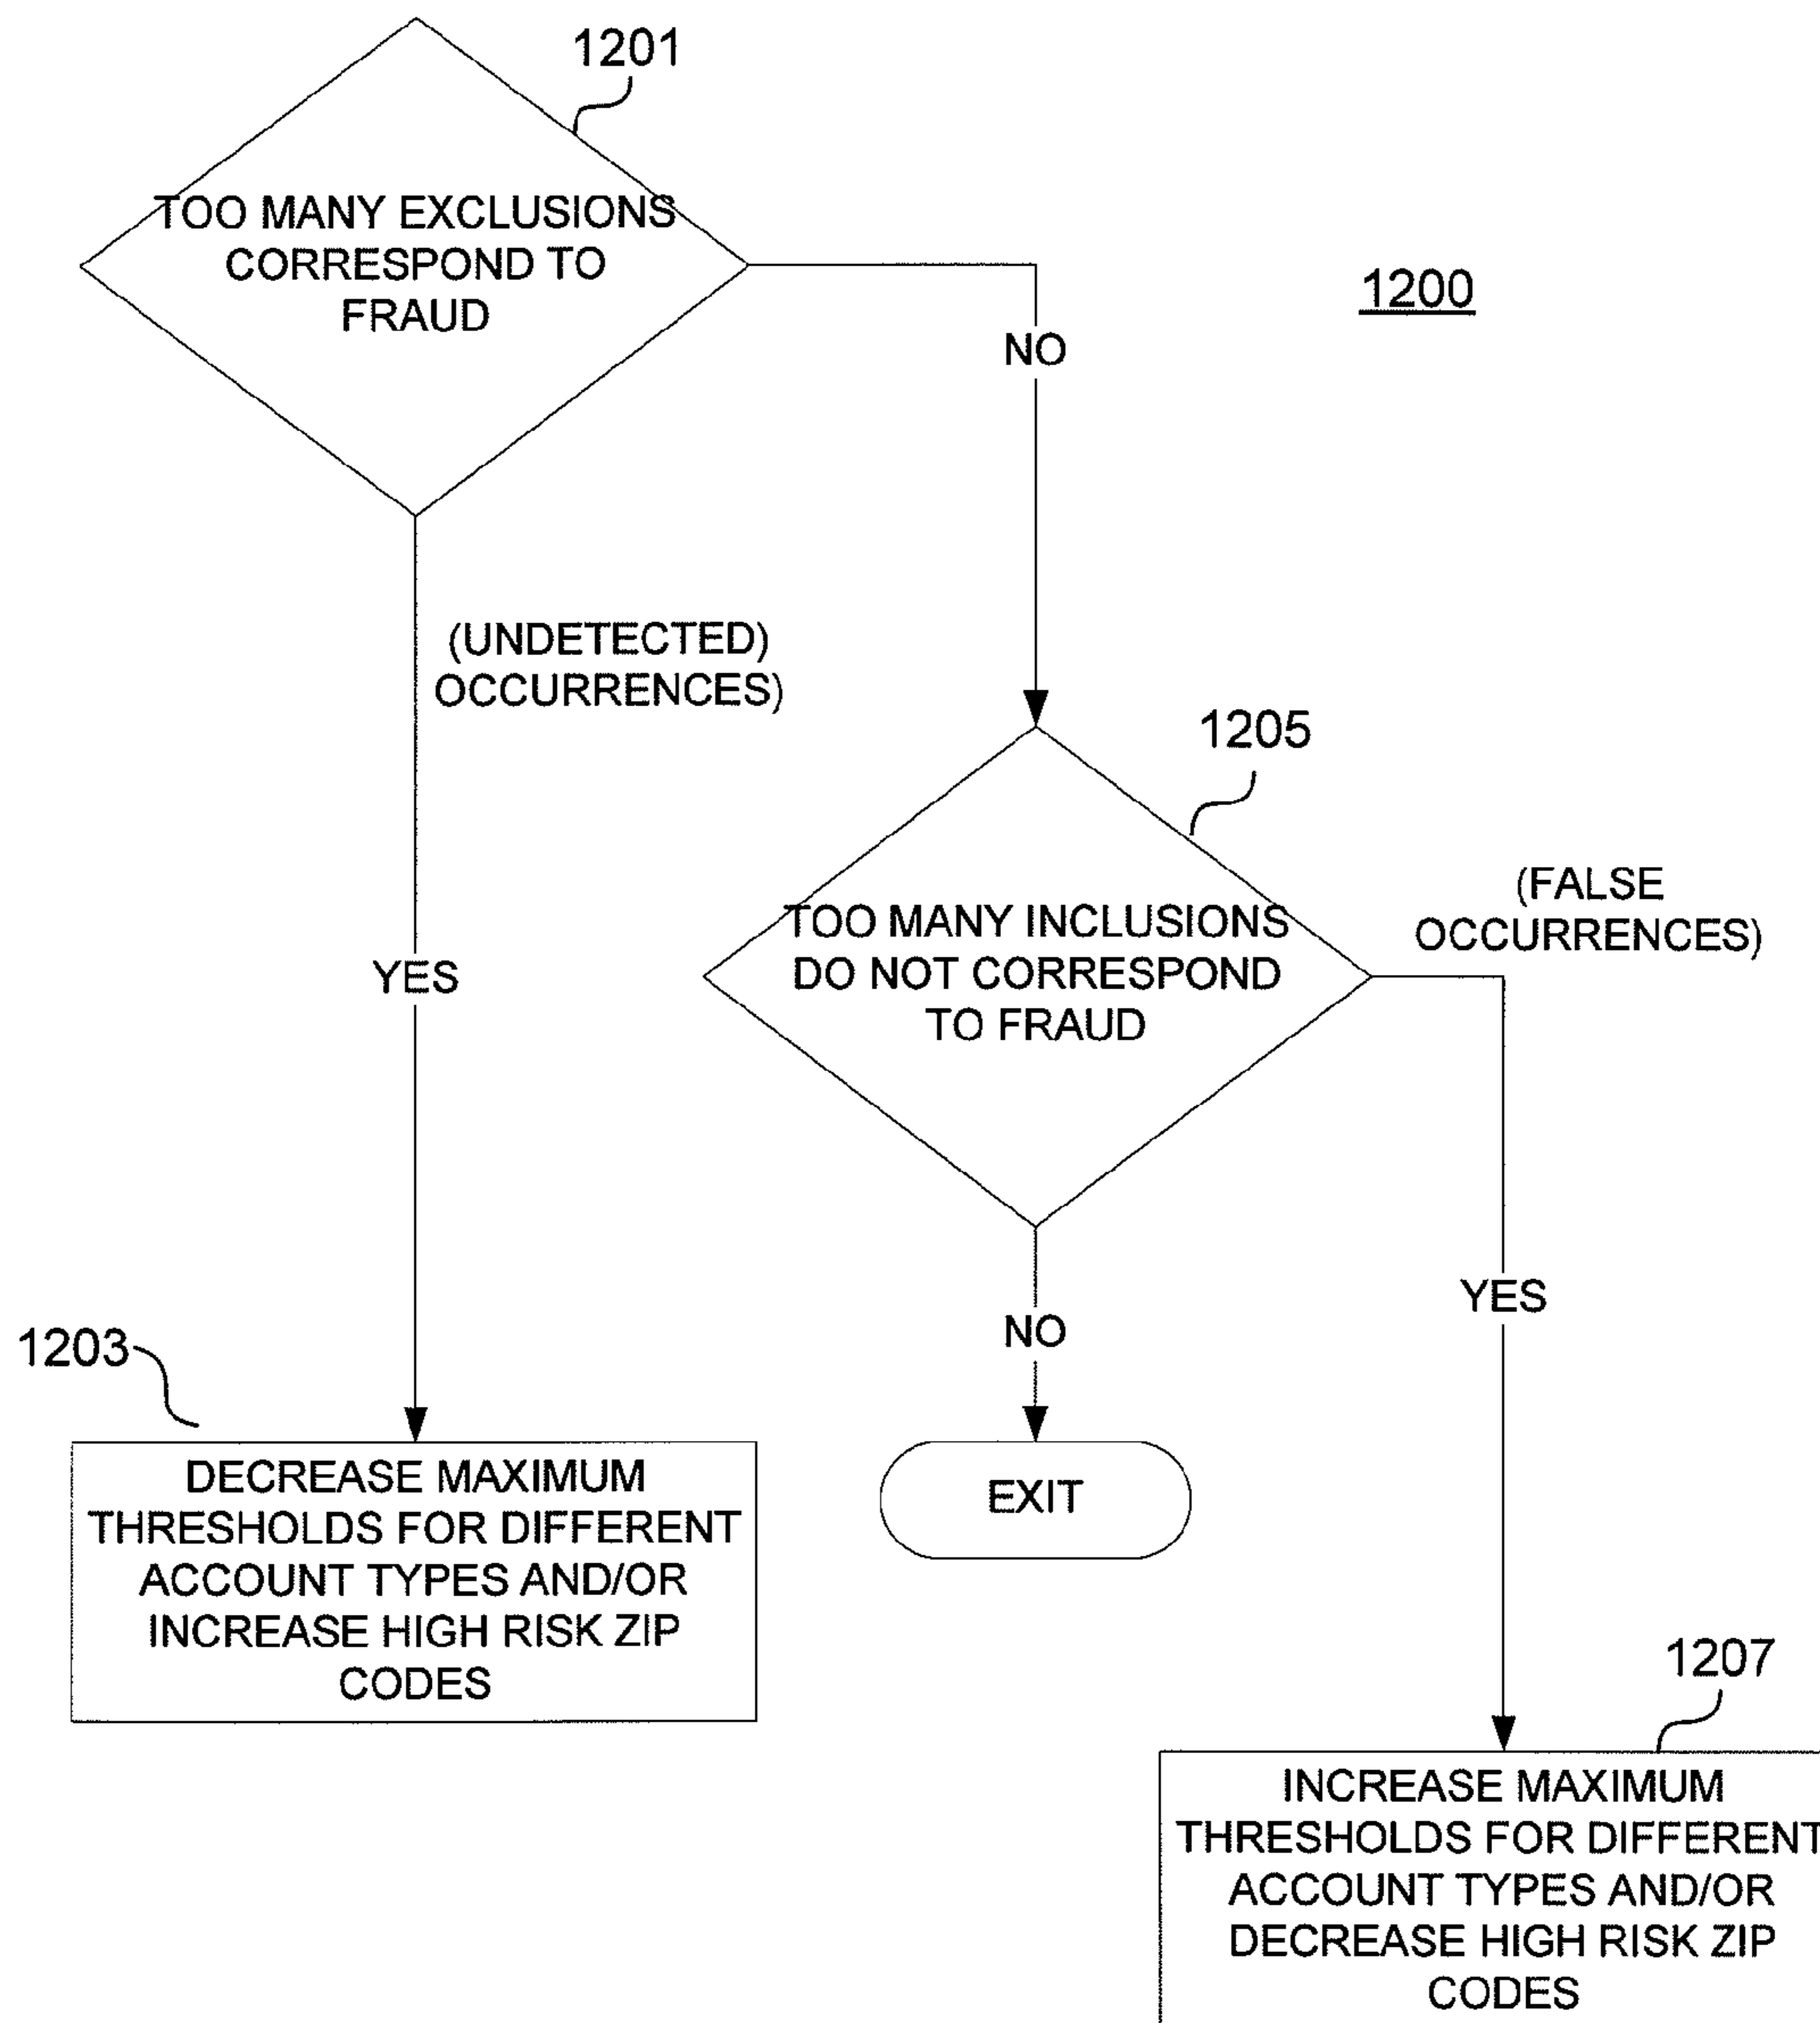 1201
TOO MANY EXCLUSIONS
CORRESPOND TO
FRAUD
1200
NO
(UNDETECTED)
OCCURRENCES)
1205
(FALSE
OCCURRENCES)
TOO MANY INCLUSIONS
DO NOT CORRESPOND
TO FRAUD
YES
YES
NO
1203
EXIT
DECREASE MAXIMUM
THRESHOLDS FOR DIFFERENT
ACCOUNT TYPES AND/OR
INCREASE HIGH RISK ZIP
CODES
1207
INCREASE MAXIMUM
THRESHOLDS FOR DIFFERENT
ACCOUNT TYPES AND/OR
DECREASE HIGH RISK ZIP
CODES